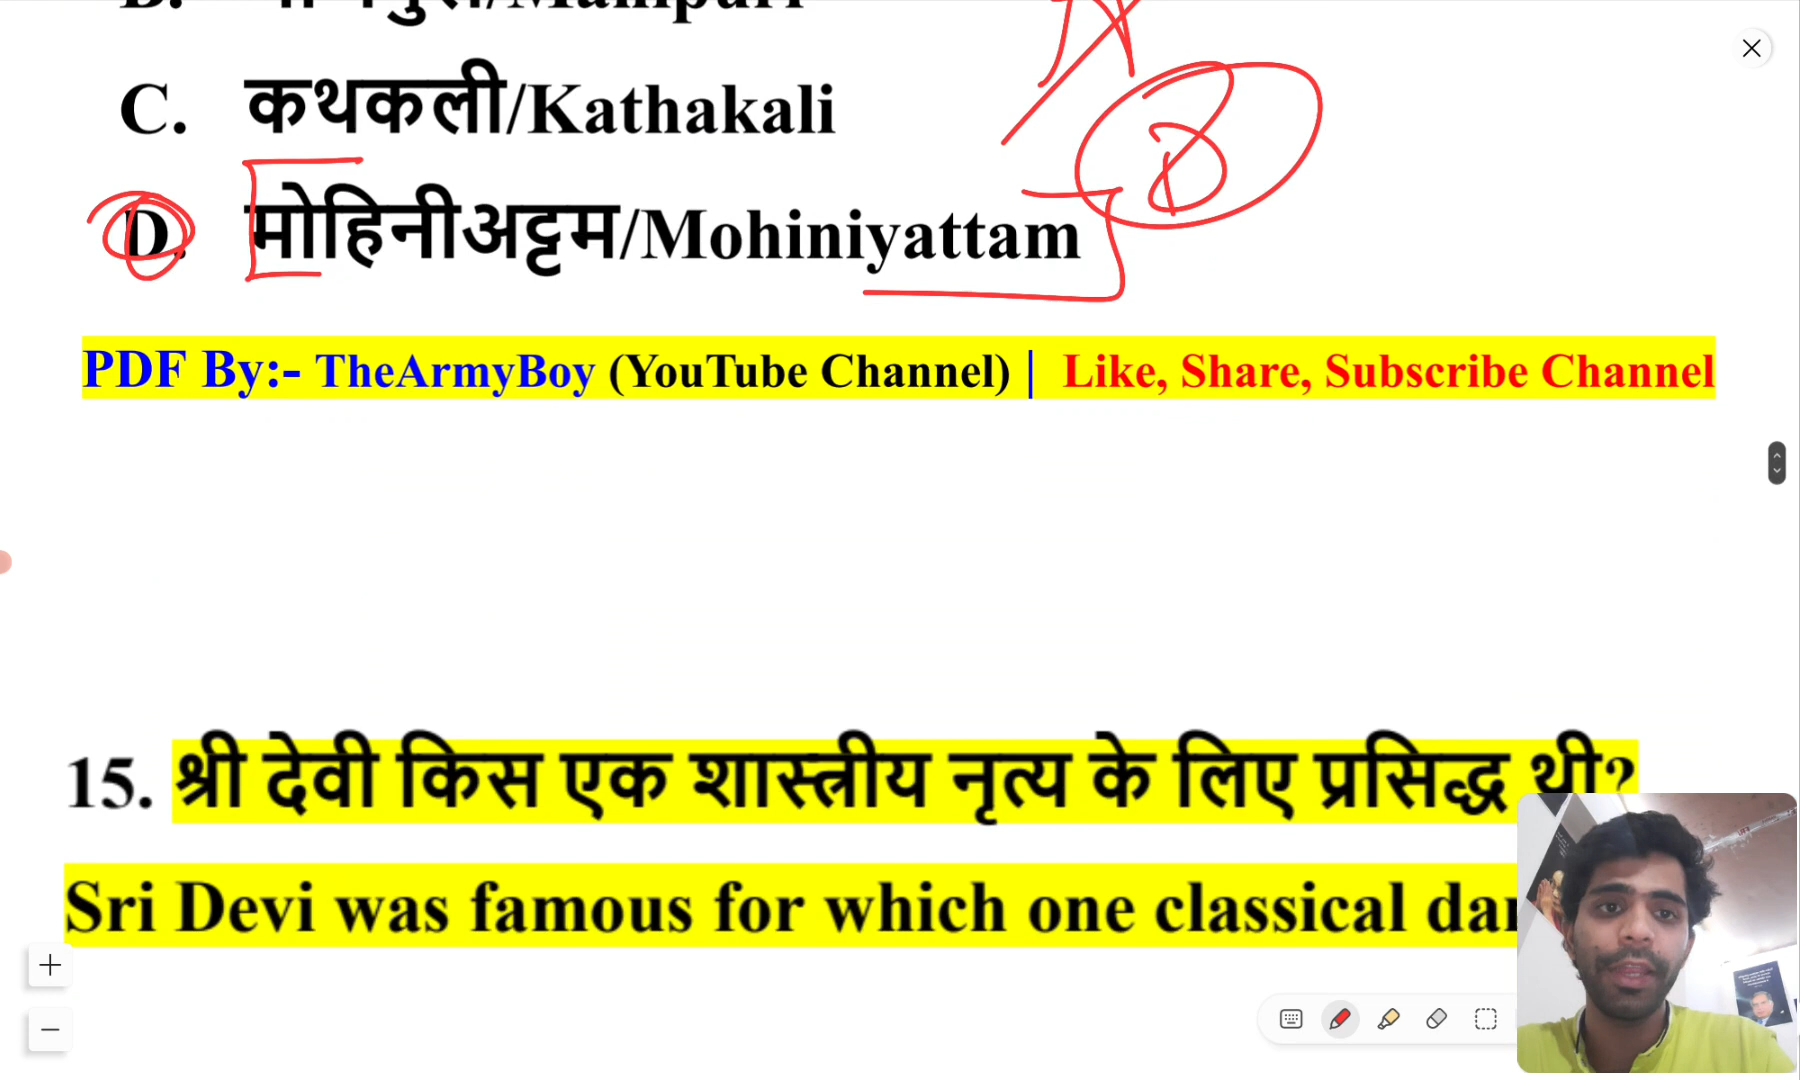 C. कथकली/Kathakali
D
D. मोहिनीअट्टम/Mohiniyattam
PDF By:- TheArmyBoy (YouTube Channel) | Like, Share, Subscribe Channel
15. श्री देवी किस एक शास्त्रीय नृत्य के लिए प्रसिद्ध थी?
Sri Devi was famous for which one classical